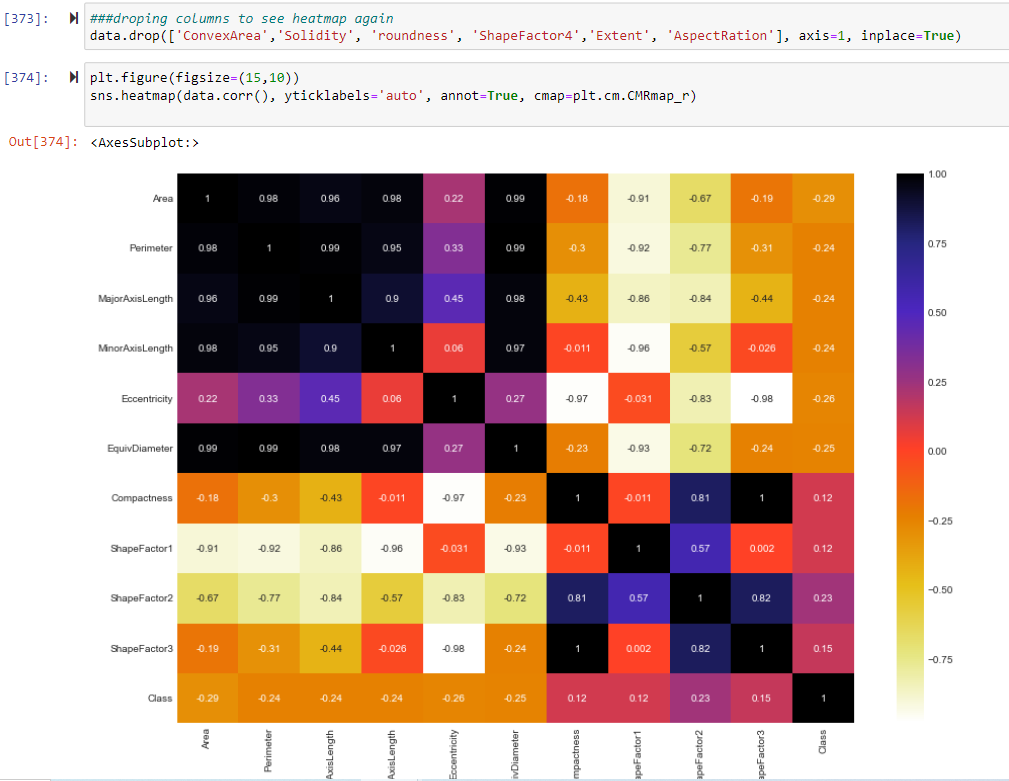 [373]:
###droping columns to see heatmap again
data.drop(['ConvexArea','Solidity', 'roundness', 'ShapeFactor4','Extent', 'AspectRation'], axis=1, inplace=True)
[374]:
plt.figure(figsize=(15,10))
sns.heatmap(data.corr(), yticklabels='auto', annot=True, cmap=plt.cm.CMRmap_r)
Out[374]: <AxesSubplot:>
Area 1 0.98 0.96 0.98 0.22 0.99 -0.18 -0.91 -0.67 -0.19 -0.29
Perimeter 0.98 1 0.99 0.95 0.33 0.99 -0.3 -0.92 -0.77 -0.31 -0.24
MajorAxisLength 0.96 0.99 1 0.9 0.45 0.98 -0.43 -0.86 -0.84 -0.44 -0.24
MinorAxisLength 0.98 0.95 0.9 1 0.06 0.97 -0.011 -0.96 -0.57 -0.026 -0.24
Eccentricity 0.22 0.33 0.45 0.06 1 0.27 -0.97 -0.031 -0.83 -0.98 -0.26
EquivDiameter 0.99 0.99 0.98 0.97 0.27 1 -0.23 -0.93 -0.72 -0.24 -0.25
Compactness -0.18 -0.3 -0.43 -0.011 -0.97 -0.23 1 -0.011 0.81 1 0.12
ShapeFactor1 -0.91 -0.92 -0.86 -0.96 -0.031 -0.93 -0.011 1 0.57 0.002 0.12
ShapeFactor2 -0.67 -0.77 -0.84 -0.57 -0.83 -0.72 0.81 0.57 1 0.82 0.23
ShapeFactor3 -0.19 -0.31 -0.44 -0.026 -0.98 -0.24 1 0.002 0.82 1 0.15
Class -0.29 -0.24 -0.24 -0.24 -0.26 -0.25 0.12 0.12 0.23 0.15 1
Area
Perimeter
AxisLength
AxisLength
Eccentricity
ivDiameter
mpactness
peFactor1
peFactor2
peFactor3
Class
1.00
0.75
0.50
0.25
0.00
-0.25
-0.50
-0.75